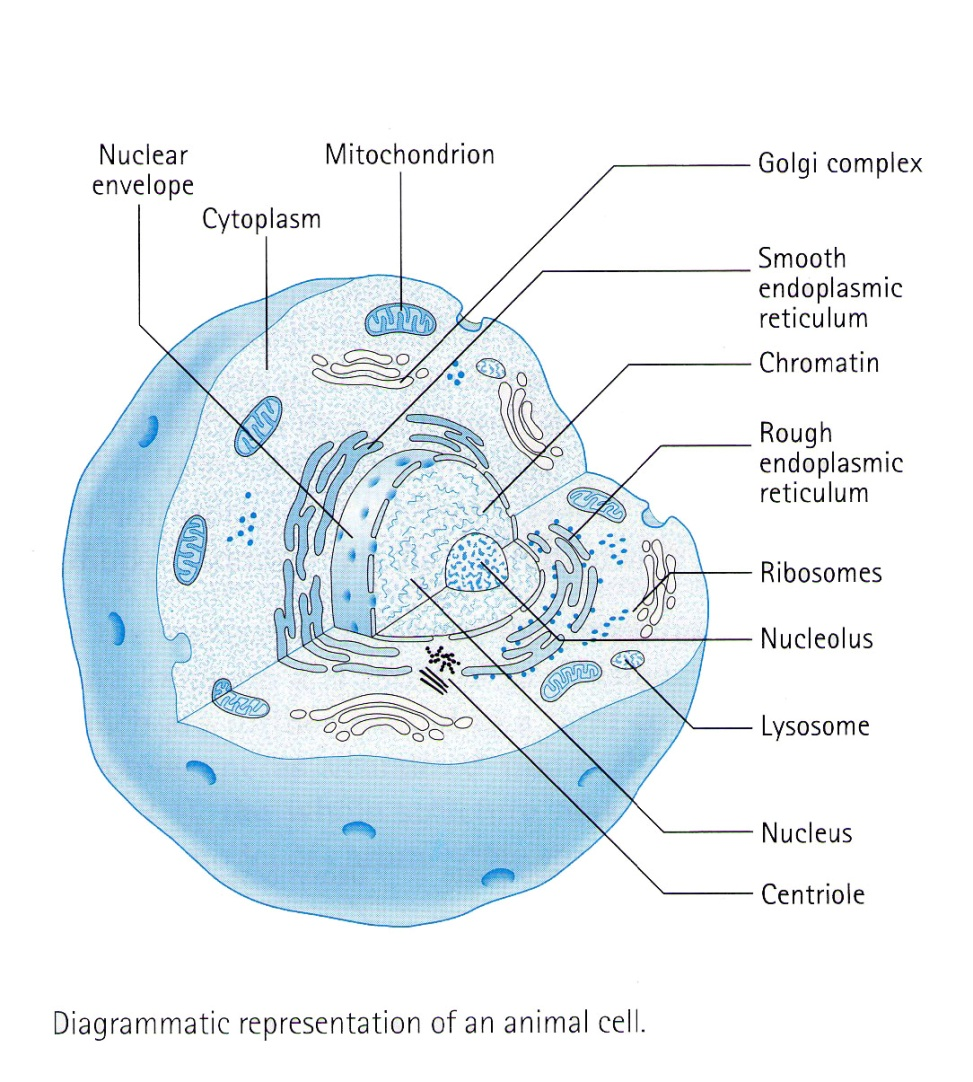 Nuclear
envelope
Mitochondrion
Cytoplasm
Golgi complex
Smooth
endoplasmic
reticulum
Chromatin
Rough
endoplasmic
reticulum
Ribosomes
Nucleolus
Lysosome
Nucleus
Centriole
Diagrammatic representation of an animal cell.